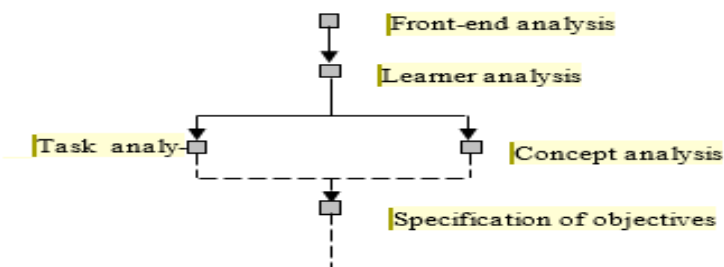 Front-end analysis
Learner analysis
Task analy
Concept analysis
Specification of objectives